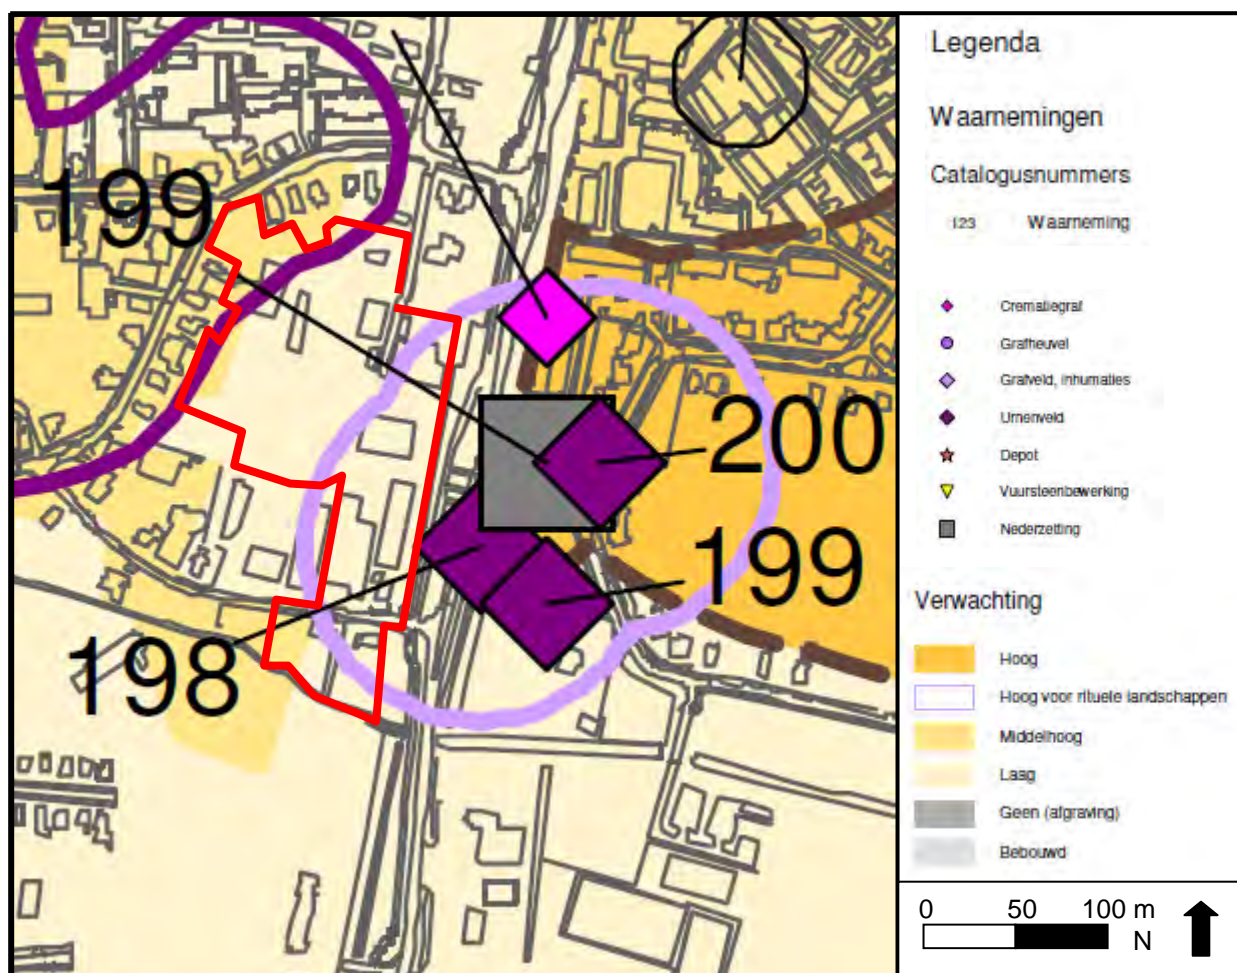 199
200
199
198
Legenda
Waarnemingen
Catalogusnummers
123 Waarneming
Crematiegraf
Grafheuvel
Grafveld, inhumaties
Urnenveld
Depot
Vuursteenbewerking
Nederzetting
Verwachting
Hoog
Hoog voor rituele landschappen
Middelhoog
Laag
Geen (afgraving)
Bebouwd
0 50 100 m
N